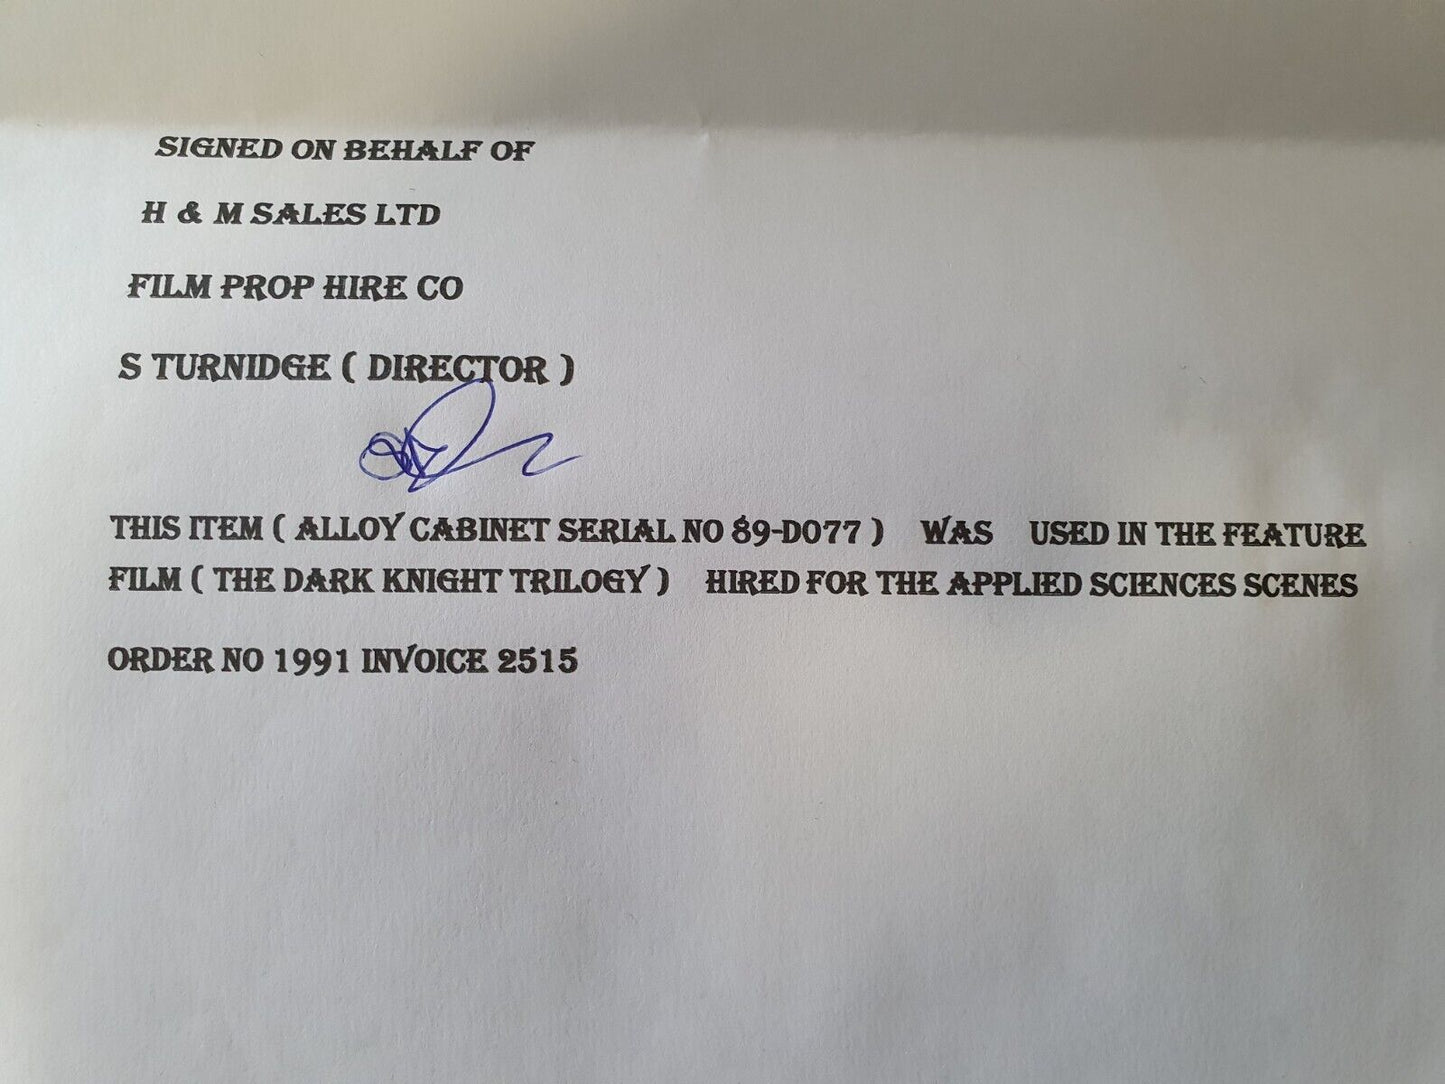 SIGNED ON BEHALF OF
H & M SALES LTD
FILM PROP HIRE CO
S TURNIDGE ( DIRECTOR )
THIS ITEM ( ALLOY CABINET SERIAL NO 89-D077 ) WAS USED IN THE FEATURE
FILM ( THE DARK KNIGHT TRILOGY ) HIRED FOR THE APPLIED SCIENCES SCENES
ORDER NO 1991 INVOICE 2515